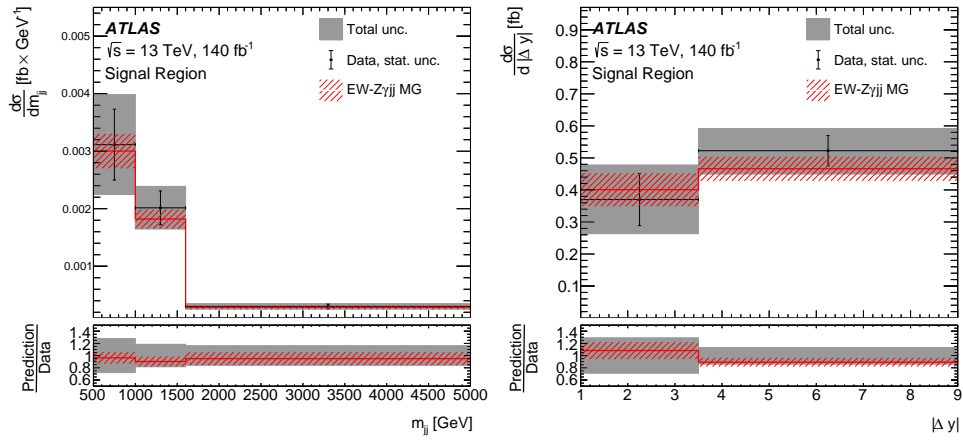 ATLAS
√s = 13 TeV, 140 fb-1
Signal Region
Total unc.
Data, stat. unc.
EW-Zγjj MG
dσ
dmjj [fb × GeV-1]
0.005
0.004
0.003
0.002
0.001
Prediction
Data
1.4
1.2
1
0.8
0.6
500 1000 1500 2000 2500 3000 3500 4000 4500 5000
mjj [GeV]
ATLAS
√s = 13 TeV, 140 fb-1
Signal Region
Total unc.
Data, stat. unc.
EW-Zγjj MG
dσ
d |Δ y| [fb]
0.9
0.8
0.7
0.6
0.5
0.4
0.3
0.2
0.1
0
Prediction
Data
1.4
1.2
1
0.8
0.6
1 2 3 4 5 6 7 8 9
|Δ y|